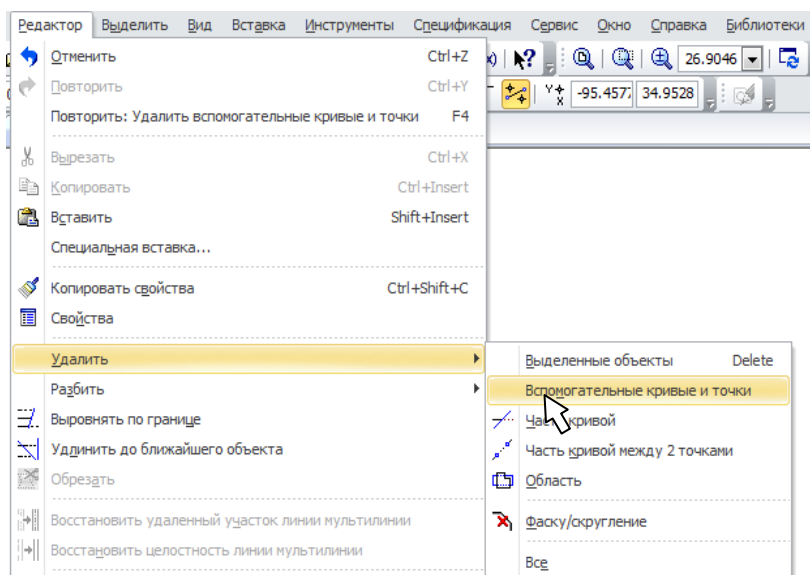 Редактор Выделить Вид Вставка Инструменты Спецификация Сервис Окно Справка Библиотеки
Отменить Ctrl+Z
26.9046
Повторить Ctrl+Y
-95.457 34.9528
Повторить: Удалить вспомогательные кривые и точки F4
Вырезать Ctrl+X
Копировать Ctrl+Insert
Вставить Shift+Insert
Специальная вставка...
Копировать свойства Ctrl+Shift+C
Свойства
Удалить
Выделенные объекты Delete
Разбить
Вспомогательные кривые и точки
Выровнять по границе
Часть кривой
Удлинить до ближайшего объекта
Часть кривой между 2 точками
Обрезать
Область
Восстановить удаленный участок линии мультилинии
Фаску/скругление
Восстановить целостность линии мультилинии
Все